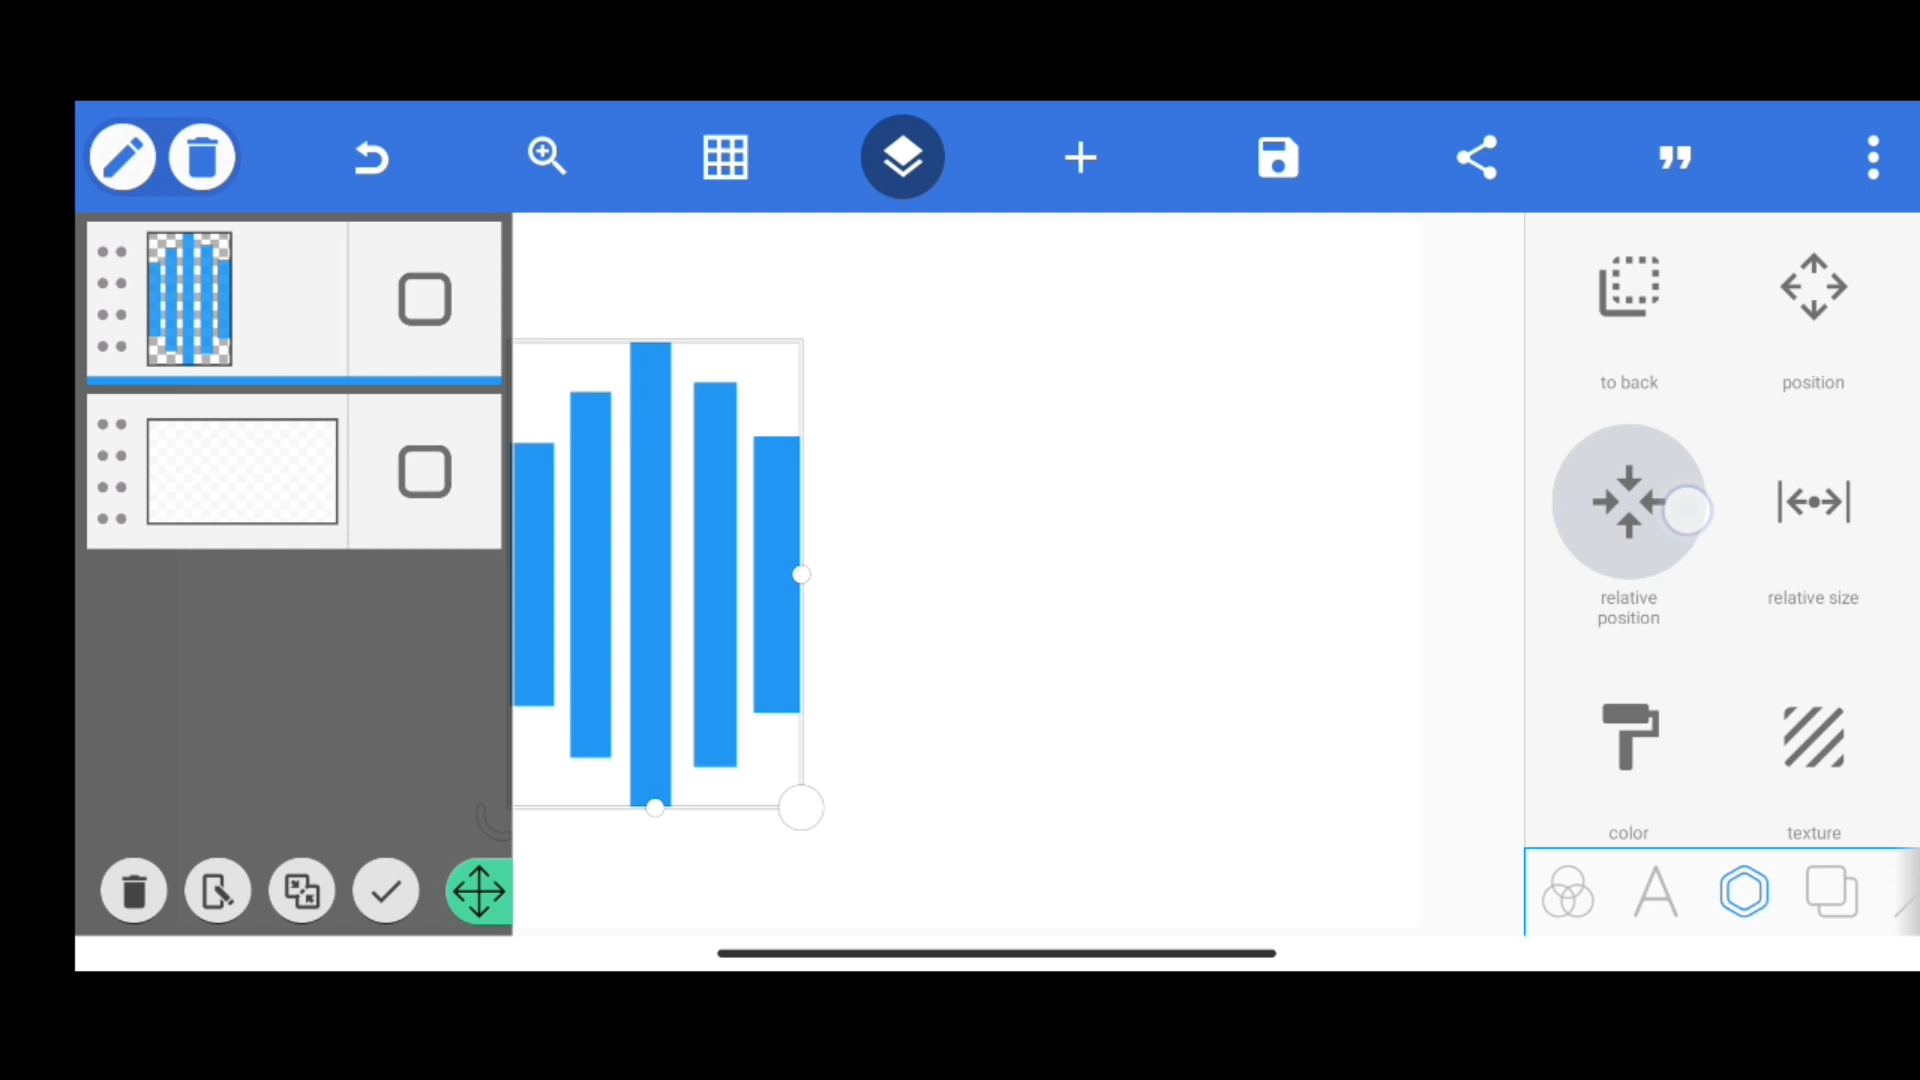 to back
position
relative
position
relative size
color
texture